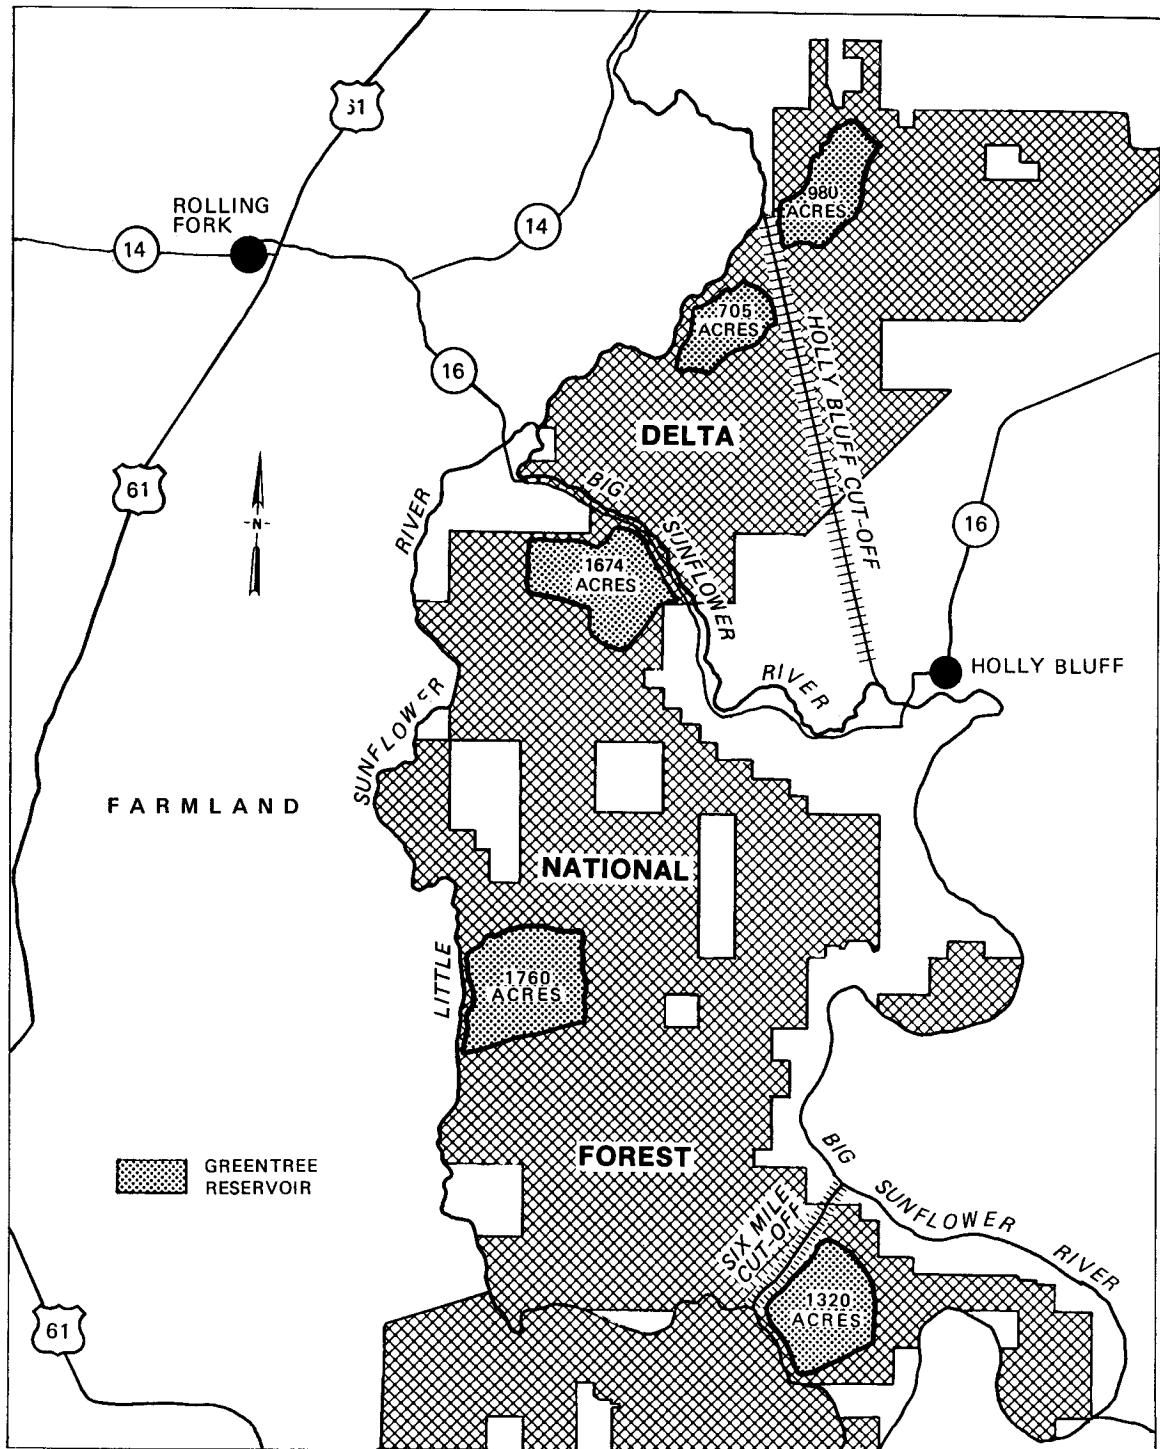 61
ROLLING
FORK
14
14
980
ACRES
705
ACRES
16
HOLLY BLUFF CUT-OFF
DELTA
61
-N-
RIVER
BIG
SUNFLOWER
RIVER
16
1674
ACRES
HOLLY BLUFF
SUNFLOWER
FARMLAND
NATIONAL
LITTLE
1760
ACRES
FOREST
GREENTREE
RESERVOIR
BIG
SUNFLOWER
RIVER
SIX MILE
CUT-OFF
1320
ACRES
61